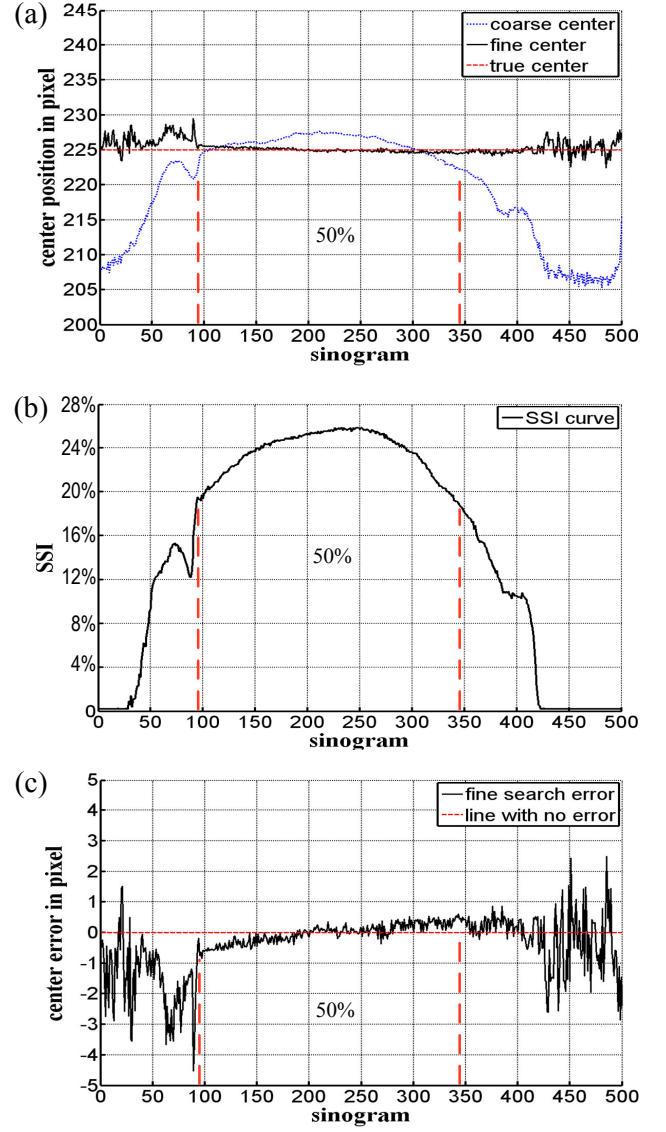 (a)
245
240
235
230
225
220
215
210
205
200
center position in pixel
coarse center
fine center
true center
50%
0 50 100 150 200 250 300 350 400 450 500
sinogram
(b)
28%
24%
20%
16%
12%
8%
4%
0
SSI
SSI curve
50%
0 50 100 150 200 250 300 350 400 450 500
sinogram
(c)
5
4
3
2
1
0
-1
-2
-3
-4
-5
center error in pixel
fine search error
line with no error
50%
0 50 100 150 200 250 300 350 400 450 500
sinogram